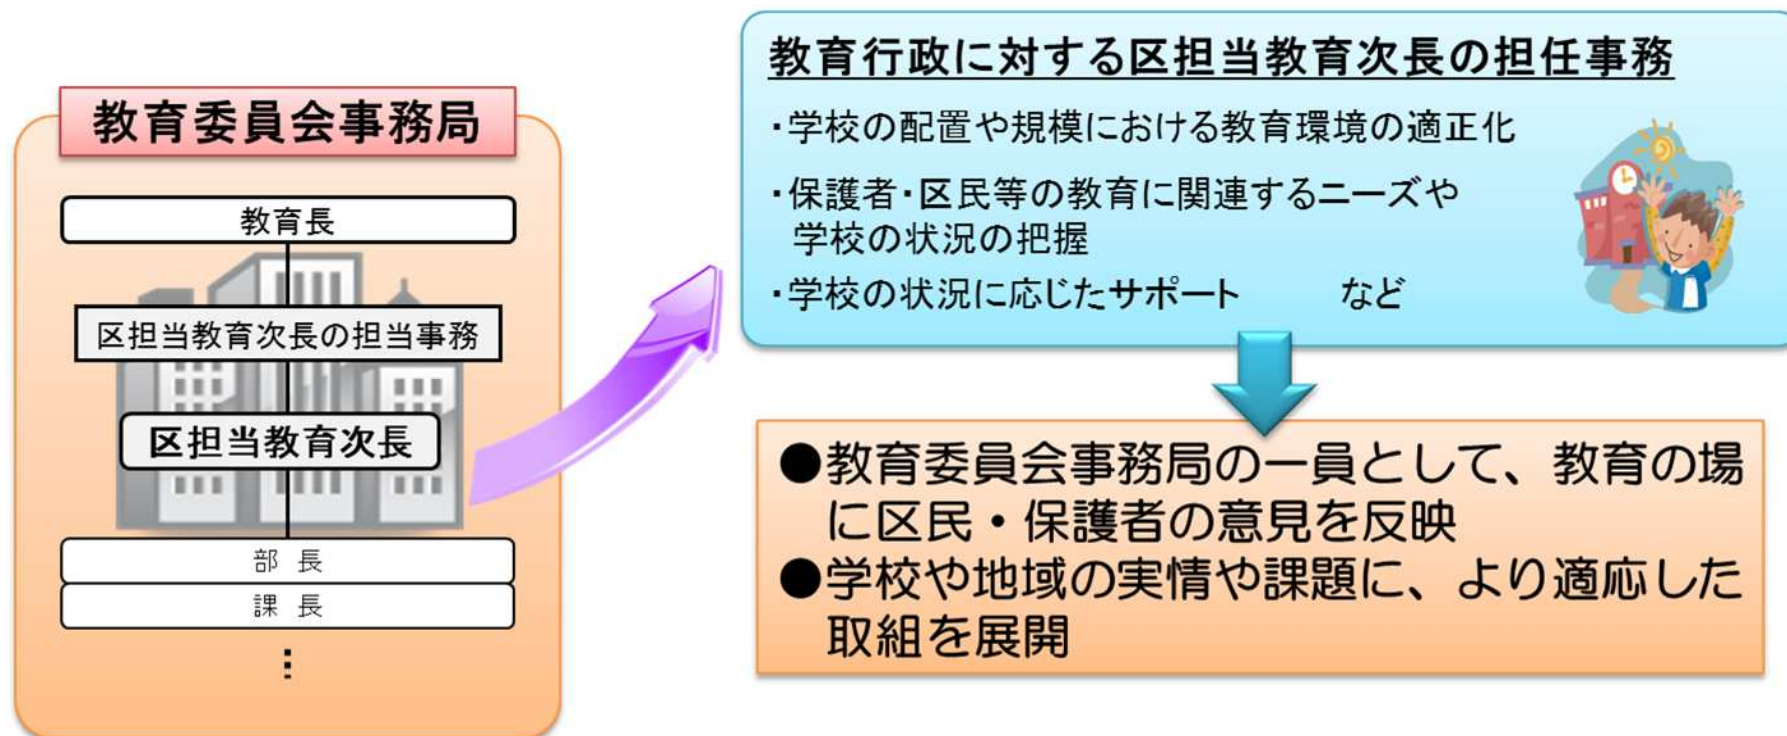 教育委員会事務局
教育長
区担当教育次長の担当事務
区担当教育次長
部 長
課 長
⋮
教育行政に対する区担当教育次長の担任事務
・学校の配置や規模における教育環境の適正化
・保護者・区民等の教育に関連するニーズや
学校の状況の把握
・学校の状況に応じたサポート　　　など
●教育委員会事務局の一員として、教育の場
に区民・保護者の意見を反映
●学校や地域の実情や課題に、より適応した
取組を展開